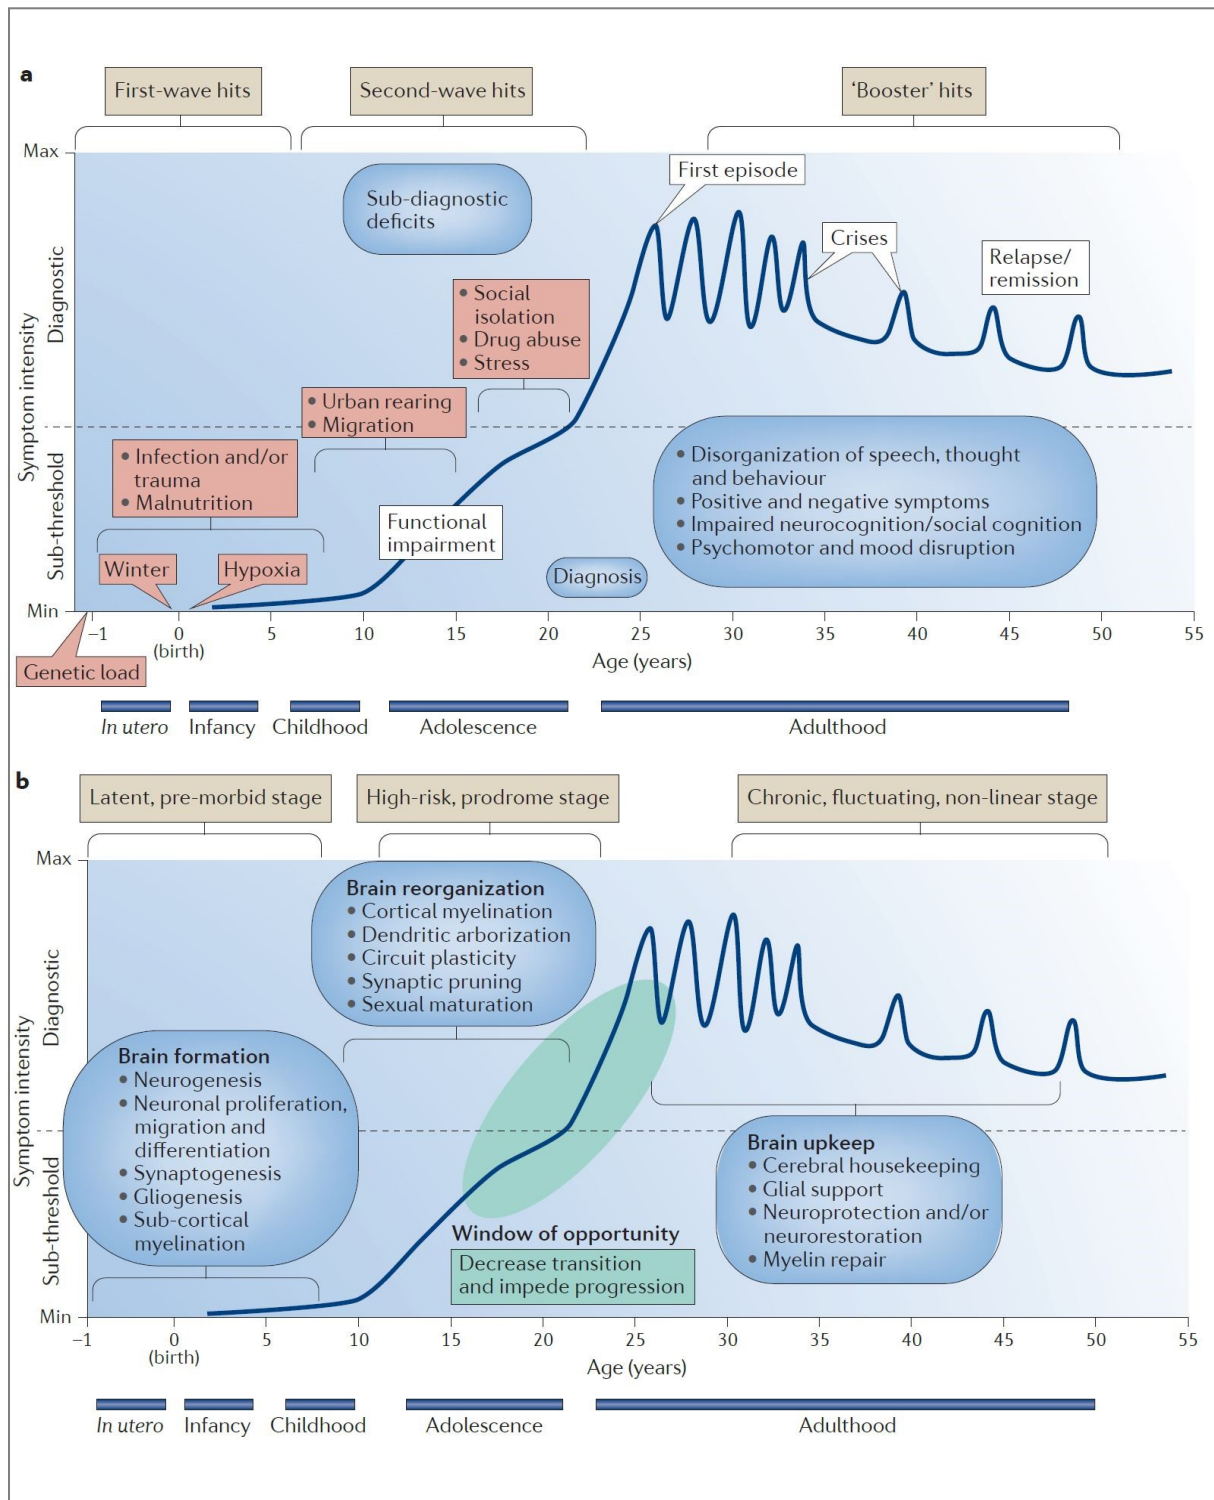 a
First-wave hits
Second-wave hits
‘Booster’ hits
Max
Sub-diagnostic
deficits
First episode
Crises
Relapse/
remission
• Social
isolation
• Drug abuse
• Stress
• Urban rearing
• Migration
• Infection and/or
trauma
• Malnutrition
Winter
Hypoxia
Functional
impairment
Diagnosis
• Disorganization of speech, thought
and behaviour
• Positive and negative symptoms
• Impaired neurocognition/social cognition
• Psychomotor and mood disruption
Symptom intensity
Diagnostic
Sub-threshold
Min
–1 0 5 10 15 20 25 30 35 40 45 50 55
(birth)
Age (years)
Genetic load
In utero Infancy Childhood Adolescence Adulthood
b
Latent, pre-morbid stage
High-risk, prodrome stage
Chronic, fluctuating, non-linear stage
Max
Brain reorganization
• Cortical myelination
• Dendritic arborization
• Circuit plasticity
• Synaptic pruning
• Sexual maturation
Brain formation
• Neurogenesis
• Neuronal proliferation,
migration and
differentiation
• Synaptogenesis
• Gliogenesis
• Sub-cortical
myelination
Window of opportunity
Decrease transition
and impede progression
Brain upkeep
• Cerebral housekeeping
• Glial support
• Neuroprotection and/or
neurorestoration
• Myelin repair
Symptom intensity
Diagnostic
Sub-threshold
Min
–1 0 5 10 15 20 25 30 35 40 45 50 55
(birth)
Age (years)
In utero Infancy Childhood Adolescence Adulthood